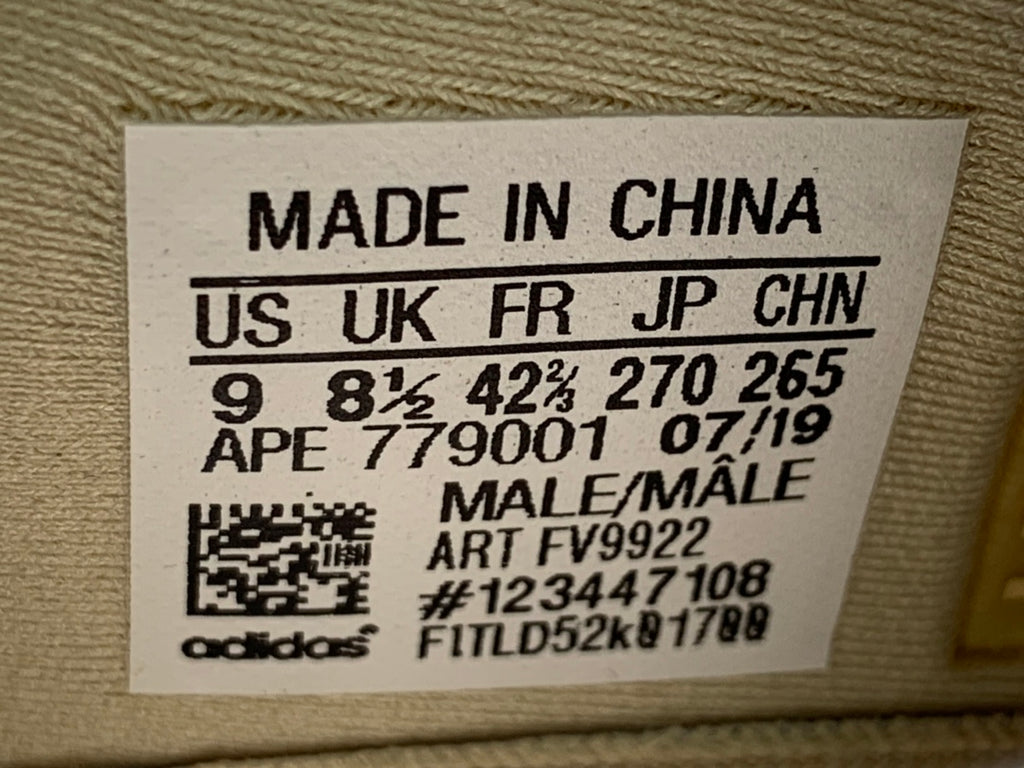 MADE IN CHINA
US UK FR JP CHN
9 8½ 42⅔ 270 265
APE 779001 07/19
MALE/MÂLE
ART FV9922
#123447108
F1TLD52k01700
adidas